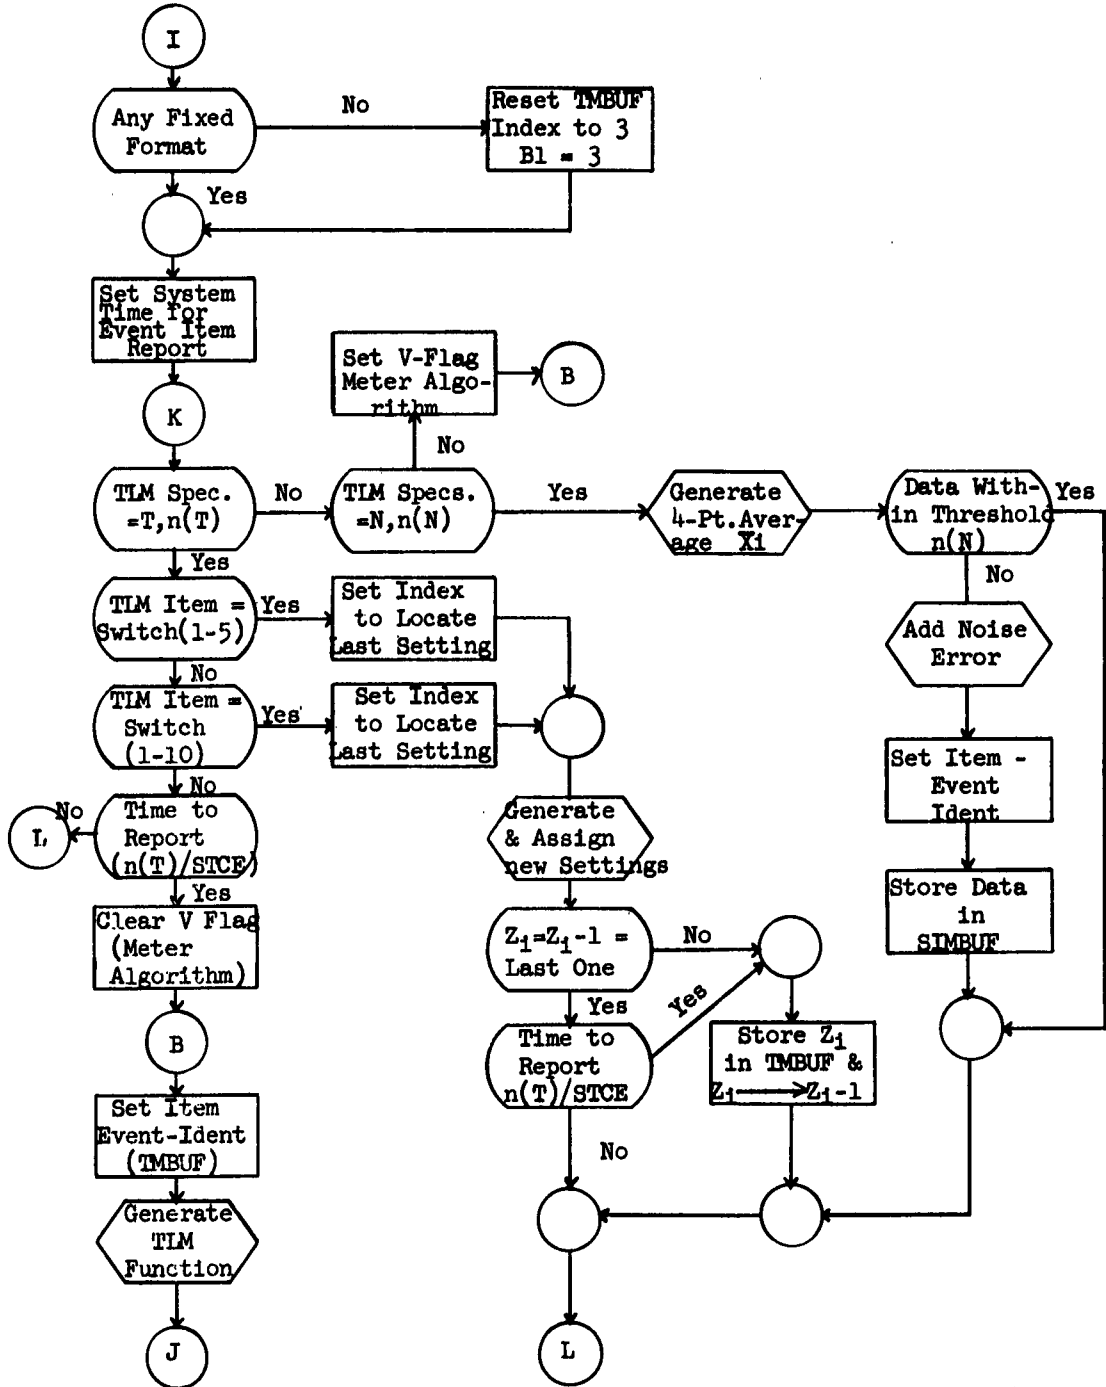 I
Any Fixed
Format
No
Reset TMBUF
Index to 3
B1 = 3
Yes
Set System
Time for
Event Item
Report
K
Set V-Flag
Meter Algo-
rithm
B
No
TLM Spec.
=T,n(T)
No
TLM Specs.
=N,n(N)
Yes
Generate
4-Pt.Aver-
age Xi
Data With-
in Threshold
n(N)
Yes
Yes
No
TLM Item =
Switch(1-5)
Yes
Set Index
to Locate
Last Setting
Add Noise
Error
No
TLM Item =
Switch
(1-10)
Yes
Set Index
to Locate
Last Setting
Set Item -
Event
Ident
No
L
No
Time to
Report
(n(T)/STCE)
Generate
& Assign
new Settings
Store Data
in
SIMBUF
Yes
Clear V Flag
(Meter
Algorithm)
Zi=Zi-1 =
Last One
No
Yes
Yes
B
Time to
Report
n(T)/STCE
Store Zi
in TMBUF &
Zi Zi-1
Set Item
Event-Ident
(TMBUF)
No
Generate
TLM
Function
J
L